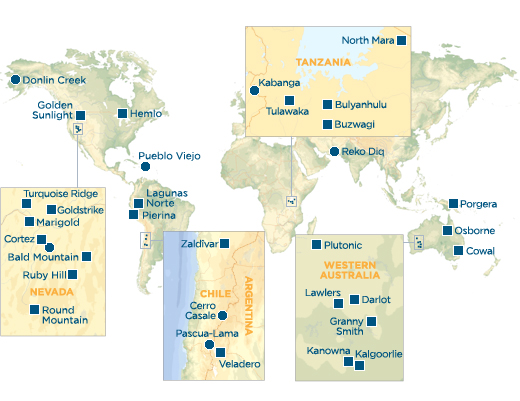 North Mara
TANZANIA
Kabanga
Tulawaka
Bulyanhulu
Buzwagi
Donlin Creek
Golden
Sunlight
Hemlo
Pueblo Viejo
Reko Diq
Turquoise Ridge
Goldstrike
Marigold
Cortez
Bald Mountain
Ruby Hill
NEVADA
Round
Mountain
Lagunas
Norte
Pierina
Porgera
Osborne
Cowal
Zaldívar
CHILE
ARGENTINA
Cerro
Casale
Pascua-Lama
Veladero
Plutonic
WESTERN
AUSTRALIA
Lawlers
Darlot
Granny
Smith
Kanowna
Kalgoorlie